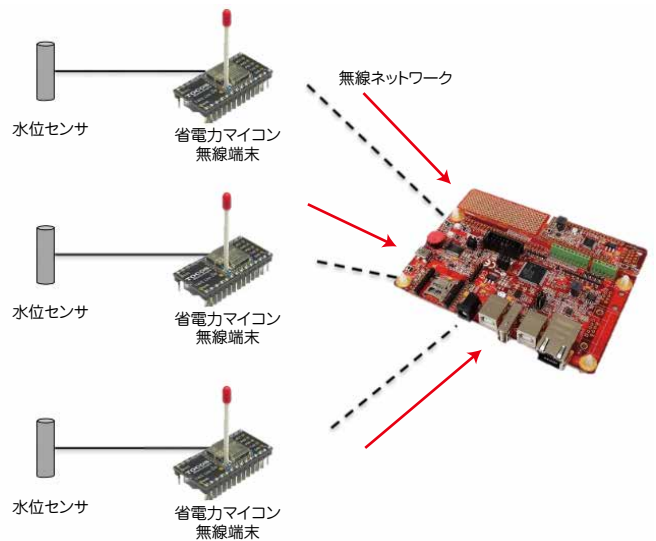 無線ネットワーク
水位センサ
省電力マイコン
無線端末
水位センサ
省電力マイコン
無線端末
水位センサ
省電力マイコン
無線端末